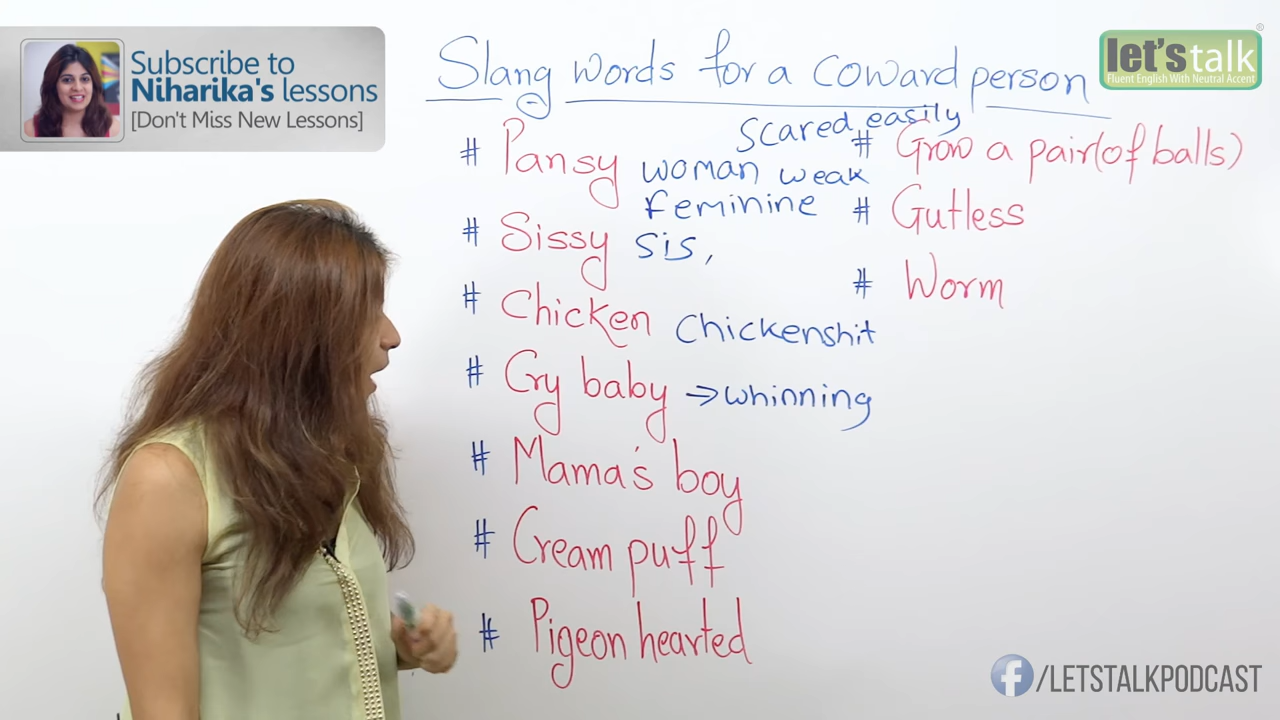 Subscribe to
Niharika's lessons
[Don't Miss New Lessons]
let's talk
®
Fluent English With Neutral Accent
Slang words for a coward person
Scared easily
# Pansy woman weak
feminine
# Sissy sis,
# Chicken Chickenshit
# Cry baby → whinning
# Mama's boy
# Cream puff
# Pigeon hearted
# Grow a pair(of balls)
# Gutless
# Worm
f/LETSTALKPODCAST